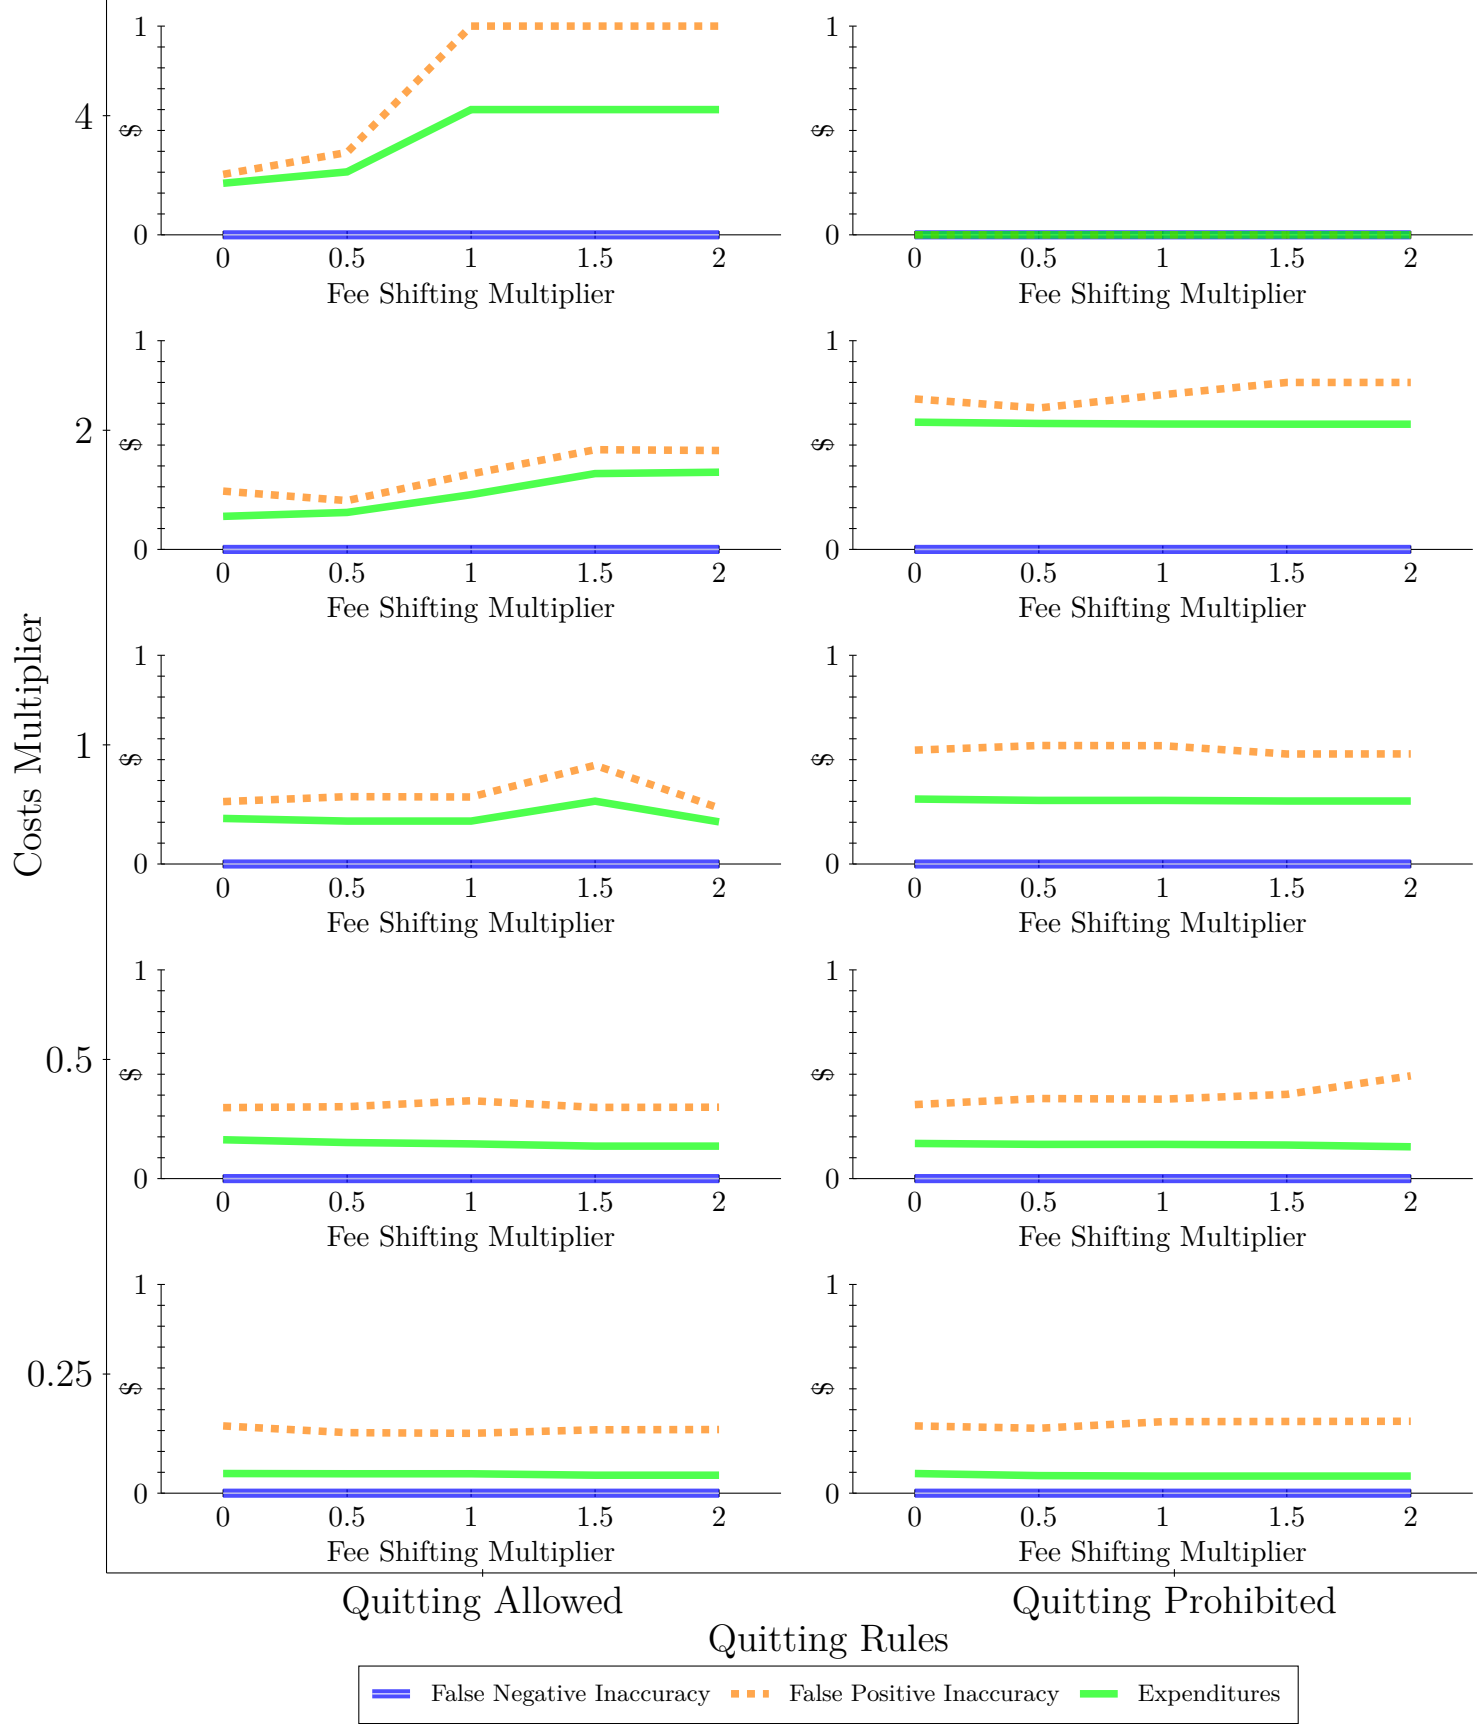 Costs Multiplier
4
1
$
0
0 0.5 1 1.5 2
Fee Shifting Multiplier
1
$
0
0 0.5 1 1.5 2
Fee Shifting Multiplier
2
1
$
0
0 0.5 1 1.5 2
Fee Shifting Multiplier
1
$
0
0 0.5 1 1.5 2
Fee Shifting Multiplier
1
1
$
0
0 0.5 1 1.5 2
Fee Shifting Multiplier
1
$
0
0 0.5 1 1.5 2
Fee Shifting Multiplier
0.5
1
$
0
0 0.5 1 1.5 2
Fee Shifting Multiplier
1
$
0
0 0.5 1 1.5 2
Fee Shifting Multiplier
0.25
1
$
0
0 0.5 1 1.5 2
Fee Shifting Multiplier
1
$
0
0 0.5 1 1.5 2
Fee Shifting Multiplier
Quitting Allowed
Quitting Prohibited
Quitting Rules
False Negative Inaccuracy False Positive Inaccuracy Expenditures